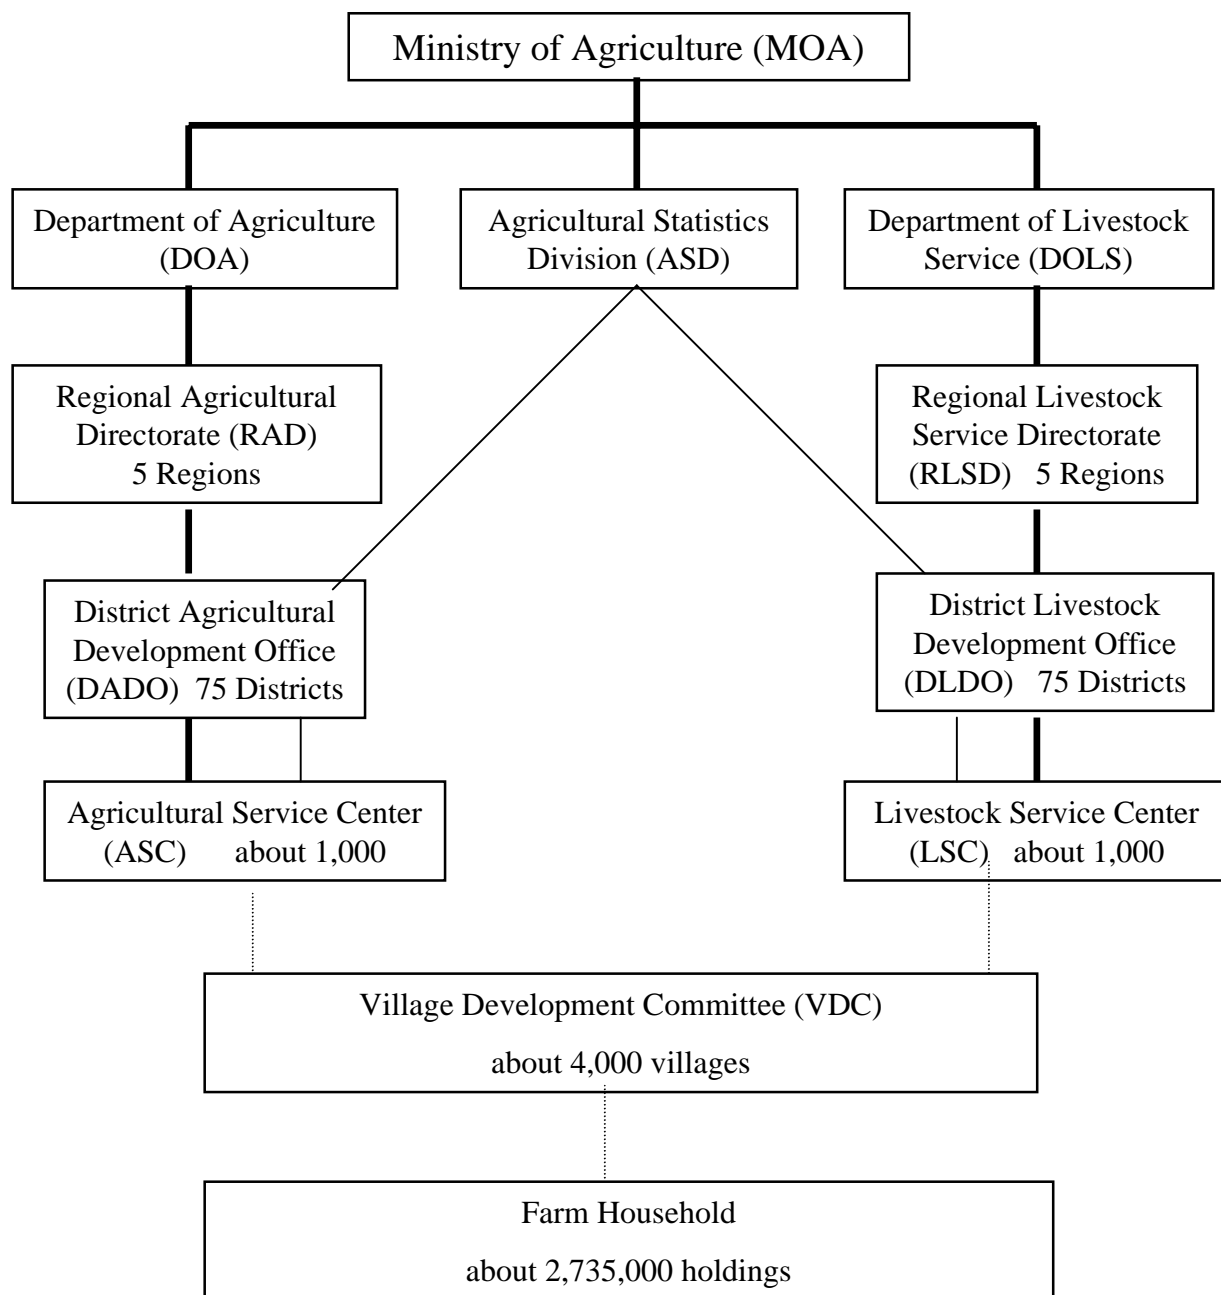 Ministry of Agriculture (MOA)
Department of Agriculture
(DOA)
Agricultural Statistics
Division (ASD)
Department of Livestock
Service (DOLS)
Regional Agricultural
Directorate (RAD)
5 Regions
Regional Livestock
Service Directorate
(RLSD) 5 Regions
District Agricultural
Development Office
(DADO) 75 Districts
District Livestock
Development Office
(DLDO) 75 Districts
Agricultural Service Center
(ASC) about 1,000
Livestock Service Center
(LSC) about 1,000
Village Development Committee (VDC)
about 4,000 villages
Farm Household
about 2,735,000 holdings